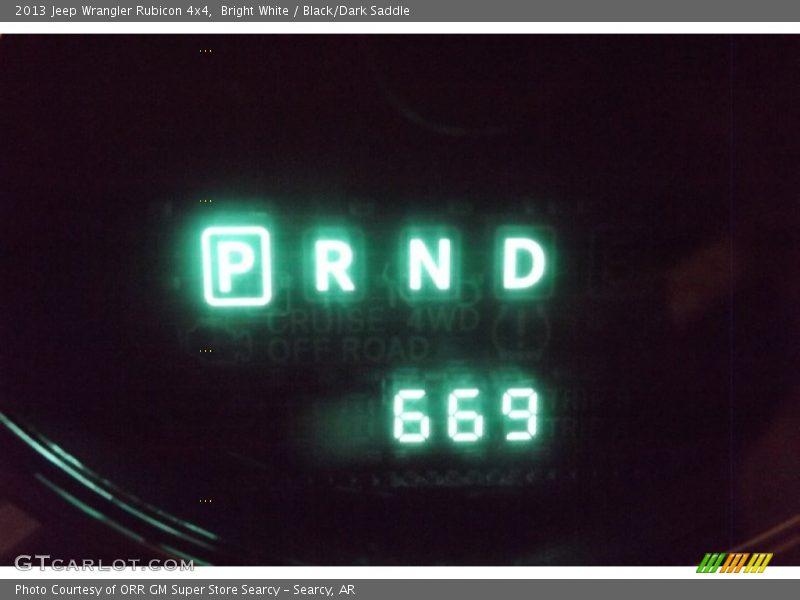 2013 Jeep Wrangler Rubicon 4x4,  Bright White / Black/Dark Saddle
P R N D
CRUISE 4WD
OFF ROAD
669
GTcarlot.com
Photo Courtesy of ORR GM Super Store Searcy – Searcy, AR